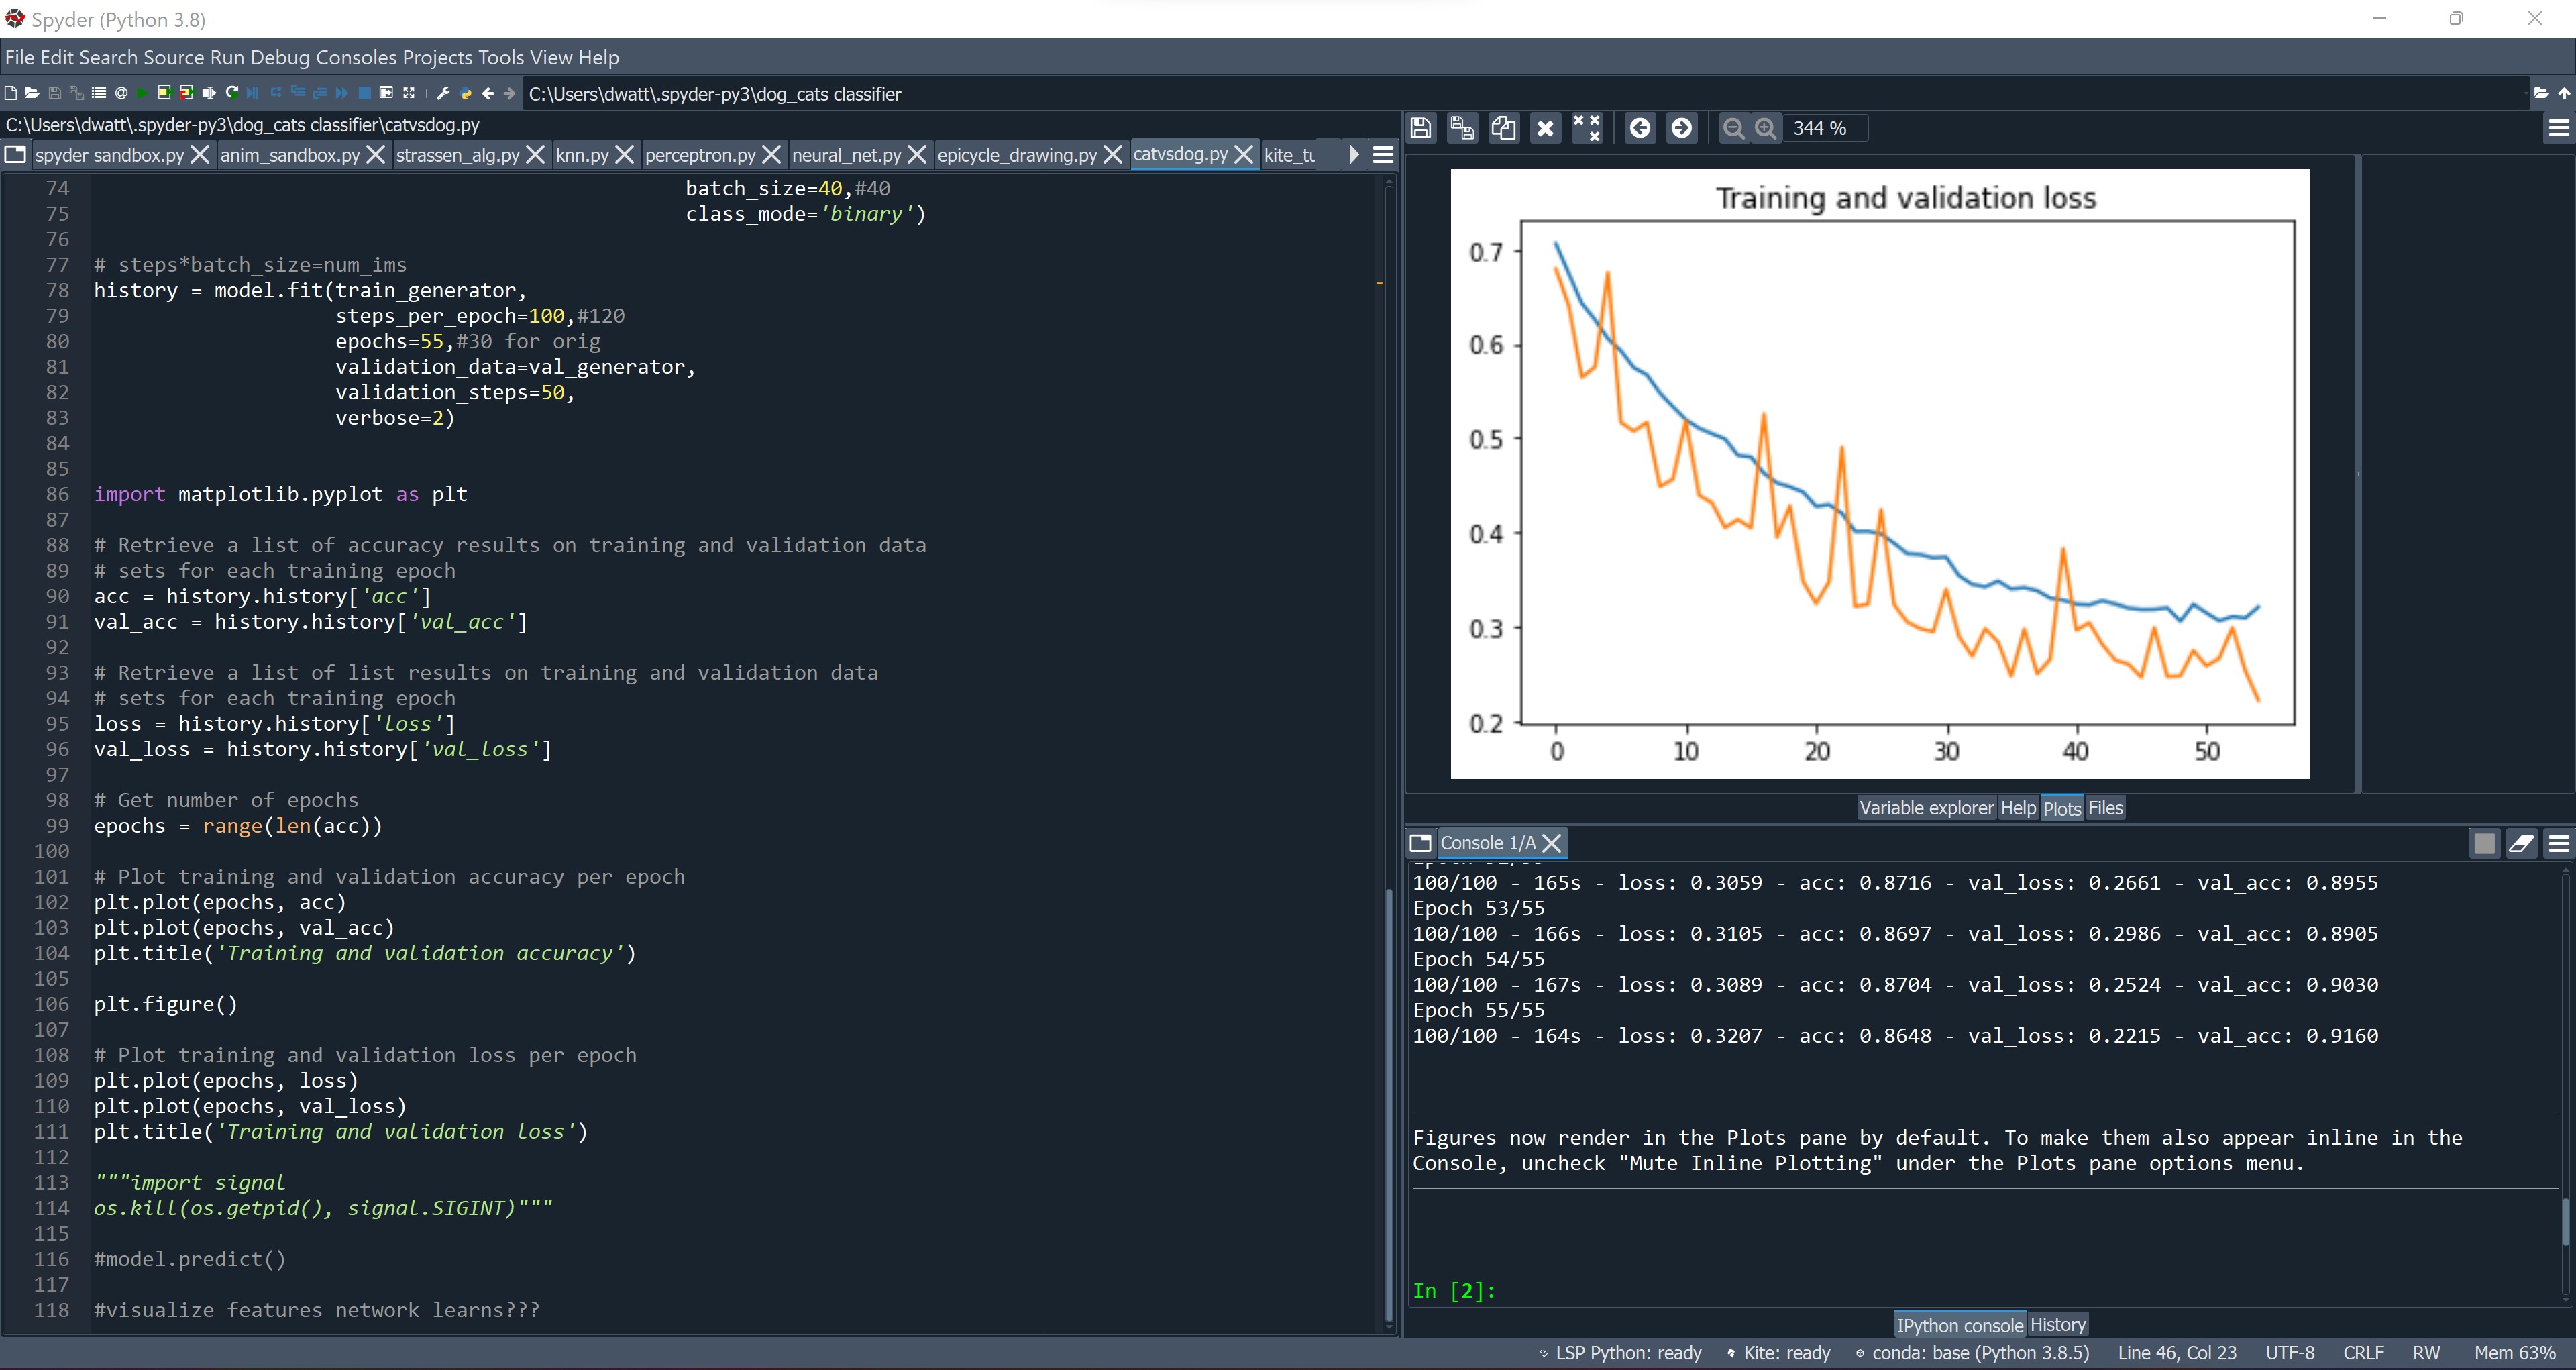 Spyder (Python 3.8)
File Edit Search Source Run Debug Consoles Projects Tools View Help
C:\Users\dwatt\.spyder-py3\dog_cats classifier
C:\Users\dwatt\.spyder-py3\dog_cats classifier\catvsdog.py
spyder sandbox.py anim_sandbox.py strassen_alg.py knn.py perceptron.py neural_net.py epicycle_drawing.py catvsdog.py kite_tu
74 batch_size=40,#40
75 class_mode='binary')
76
77 # steps*batch_size=num_ims
78 history = model.fit(train_generator,
79 steps_per_epoch=100,#120
80 epochs=55,#30 for orig
81 validation_data=val_generator,
82 validation_steps=50,
83 verbose=2)
84
85
86 import matplotlib.pyplot as plt
87
88 # Retrieve a list of accuracy results on training and validation data
89 # sets for each training epoch
90 acc = history.history['acc']
91 val_acc = history.history['val_acc']
92
93 # Retrieve a list of list results on training and validation data
94 # sets for each training epoch
95 loss = history.history['loss']
96 val_loss = history.history['val_loss']
97
98 # Get number of epochs
99 epochs = range(len(acc))
100
101 # Plot training and validation accuracy per epoch
102 plt.plot(epochs, acc)
103 plt.plot(epochs, val_acc)
104 plt.title('Training and validation accuracy')
105
106 plt.figure()
107
108 # Plot training and validation loss per epoch
109 plt.plot(epochs, loss)
110 plt.plot(epochs, val_loss)
111 plt.title('Training and validation loss')
112
113 """import signal
114 os.kill(os.getpid(), signal.SIGINT)"""
115
116 #model.predict()
117
118 #visualize features network learns???
344 %
Training and validation loss
0.7
0.6
0.5
0.4
0.3
0.2
0 10 20 30 40 50
Variable explorer Help Plots Files
Console 1/A
100/100 - 165s - loss: 0.3059 - acc: 0.8716 - val_loss: 0.2661 - val_acc: 0.8955
Epoch 53/55
100/100 - 166s - loss: 0.3105 - acc: 0.8697 - val_loss: 0.2986 - val_acc: 0.8905
Epoch 54/55
100/100 - 167s - loss: 0.3089 - acc: 0.8704 - val_loss: 0.2524 - val_acc: 0.9030
Epoch 55/55
100/100 - 164s - loss: 0.3207 - acc: 0.8648 - val_loss: 0.2215 - val_acc: 0.9160
Figures now render in the Plots pane by default. To make them also appear inline in the
Console, uncheck "Mute Inline Plotting" under the Plots pane options menu.
In [2]:
IPython console History
LSP Python: ready Kite: ready conda: base (Python 3.8.5) Line 46, Col 23 UTF-8 CRLF RW Mem 63%